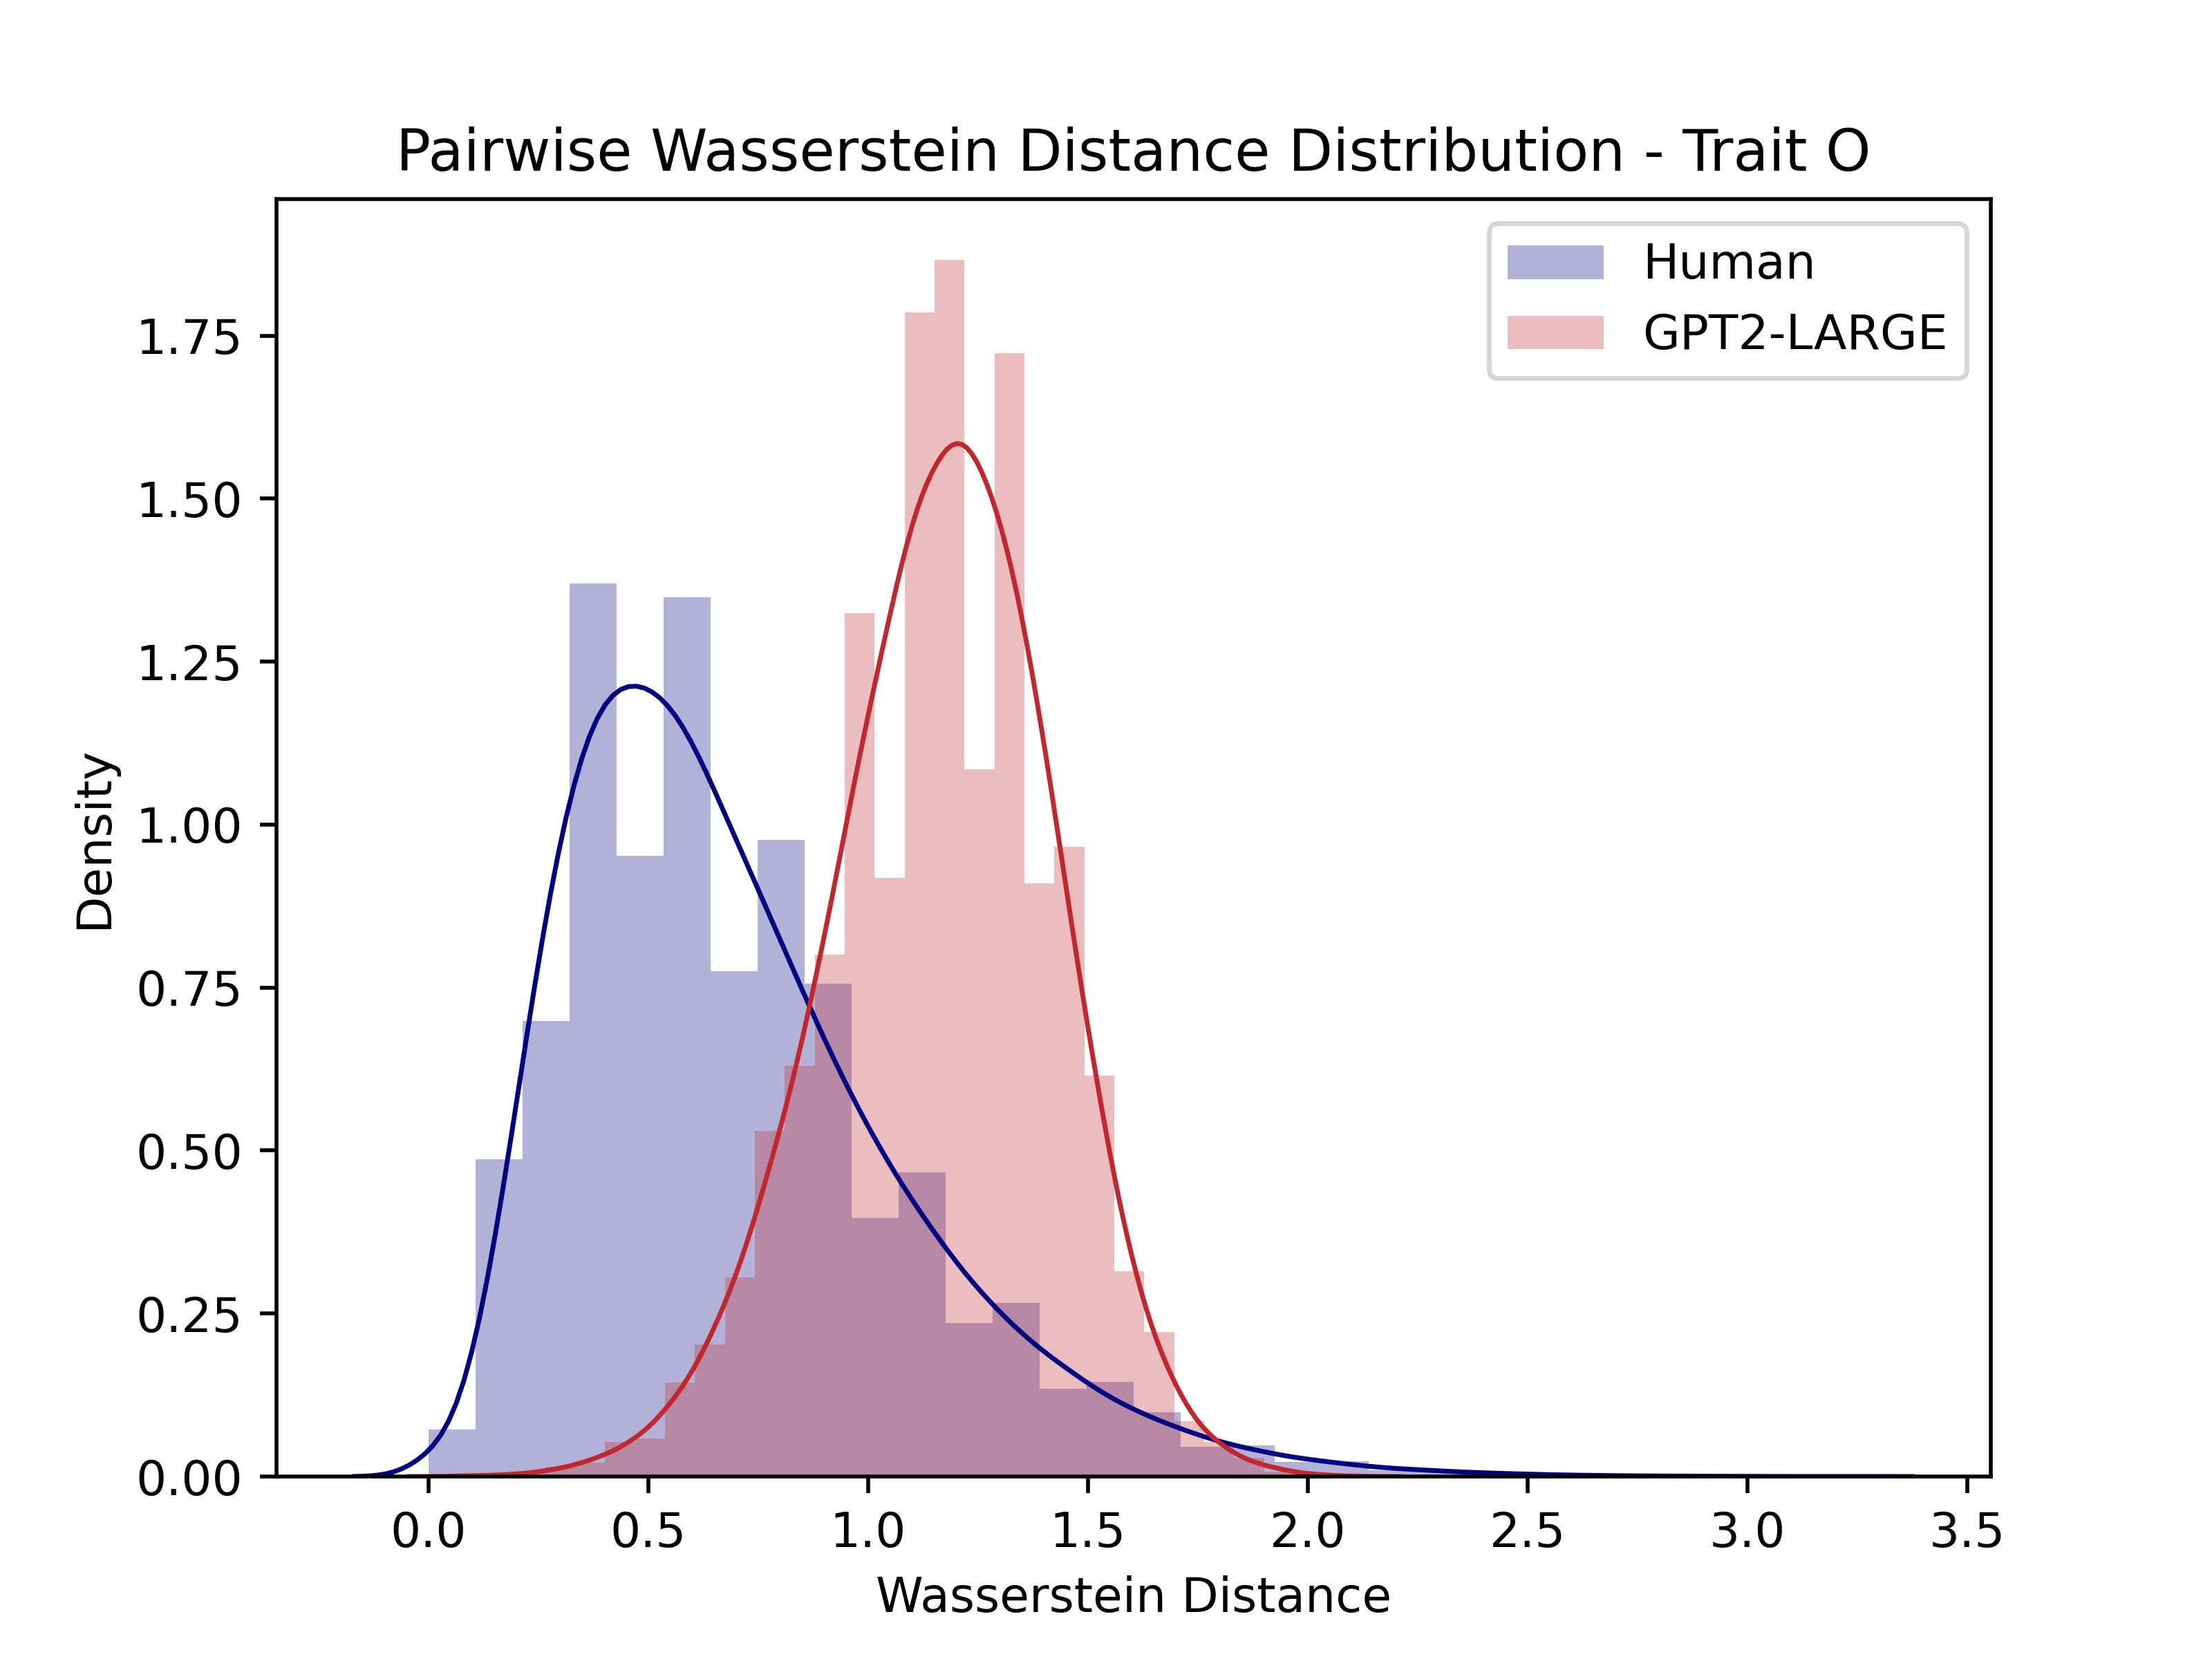 Pairwise Wasserstein Distance Distribution - Trait O
Human
GPT2-LARGE
Density
1.75
1.50
1.25
1.00
0.75
0.50
0.25
0.00
0.0 0.5 1.0 1.5 2.0 2.5 3.0 3.5
Wasserstein Distance